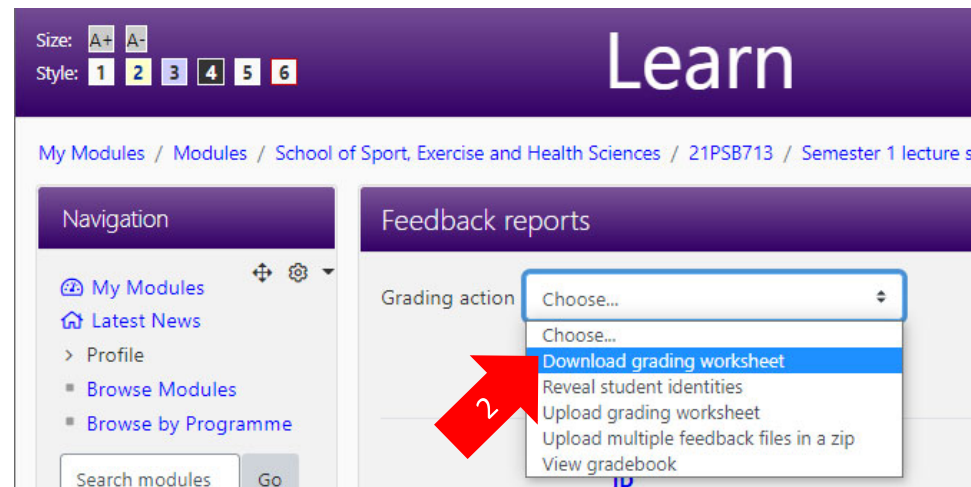 Size: A+ A-
Style: 1 2 3 4 5 6
Learn
My Modules / Modules / School of Sport, Exercise and Health Sciences / 21PSB713 / Semester 1 lecture s
Navigation
My Modules
Latest News
> Profile
Browse Modules
Browse by Programme
Search modules Go
Feedback reports
Grading action Choose...
Choose...
Download grading worksheet
Reveal student identities
Upload grading worksheet
Upload multiple feedback files in a zip
View gradebook
2
ID